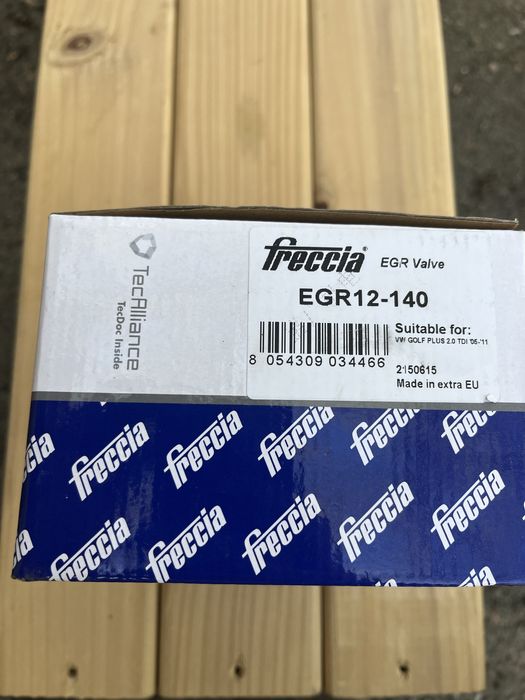 freccia® EGR Valve
EGR12-140
8 054309 034466
Suitable for:
VW GOLF PLUS 2.0 TDI '05-'11
2150615
Made in extra EU
TecAlliance
TecDoc Inside
freccia
freccia
freccia
freccia
freccia
freccia
freccia
freccia
freccia
freccia